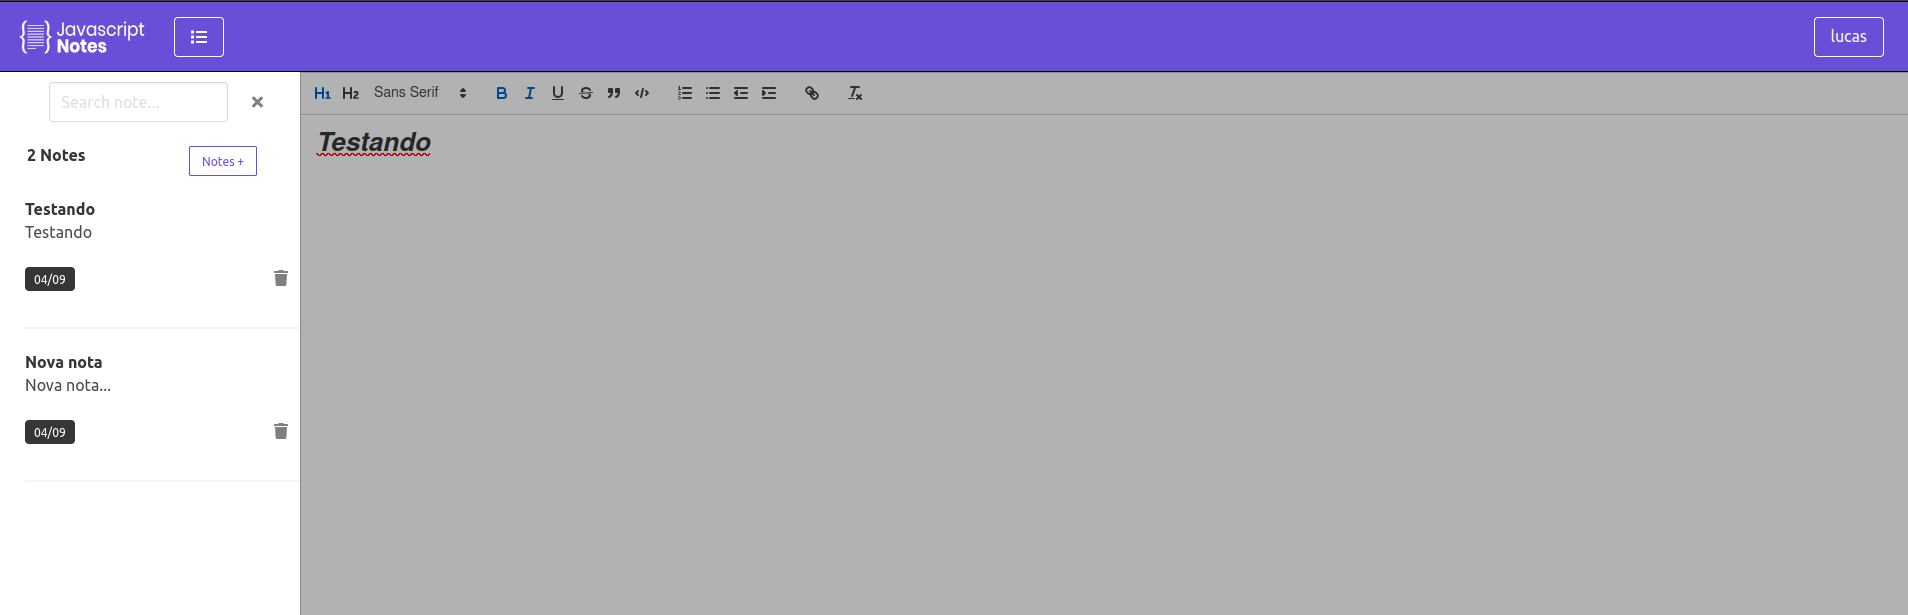 Javascript
Notes
lucas
Search note...
H1 H2 Sans Serif B I U S
2 Notes
Notes +
Testando
Testando
04/09
Nova nota
Nova nota...
04/09
Testando